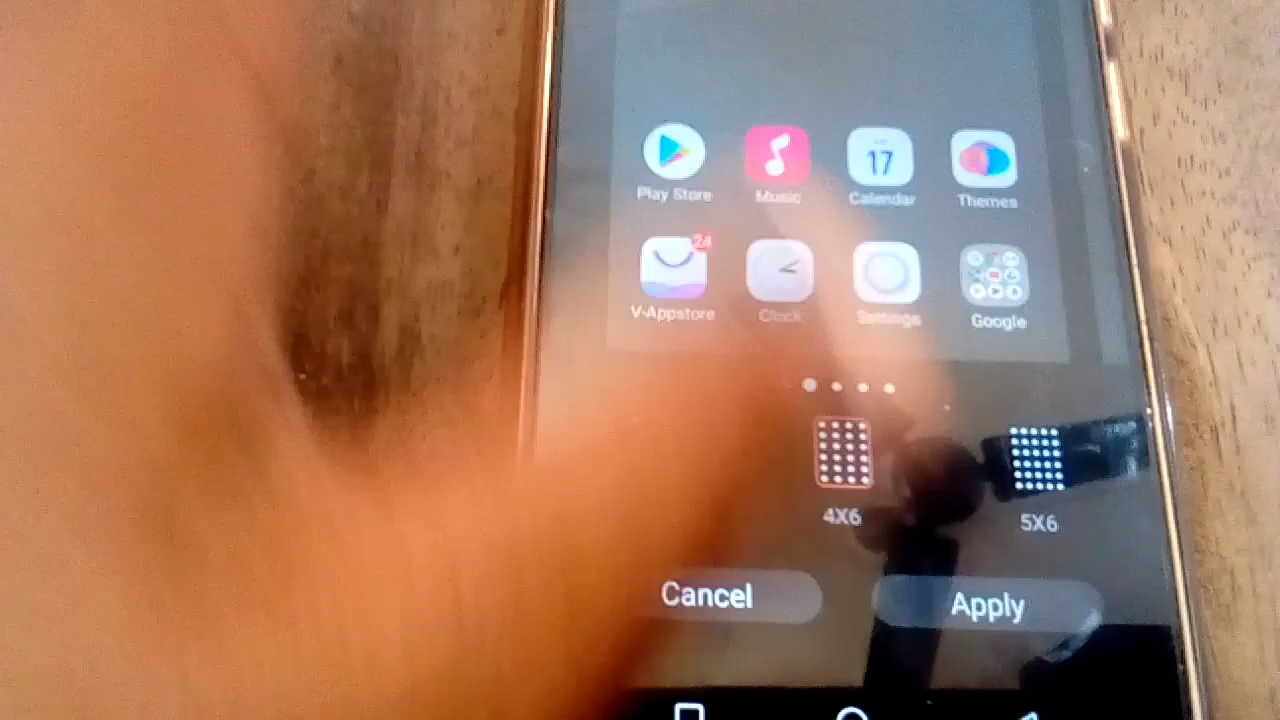 17
Play Store Music Calendar Themes
24
V-Appstore Clock Settings Google
4X6 5X6
Cancel Apply